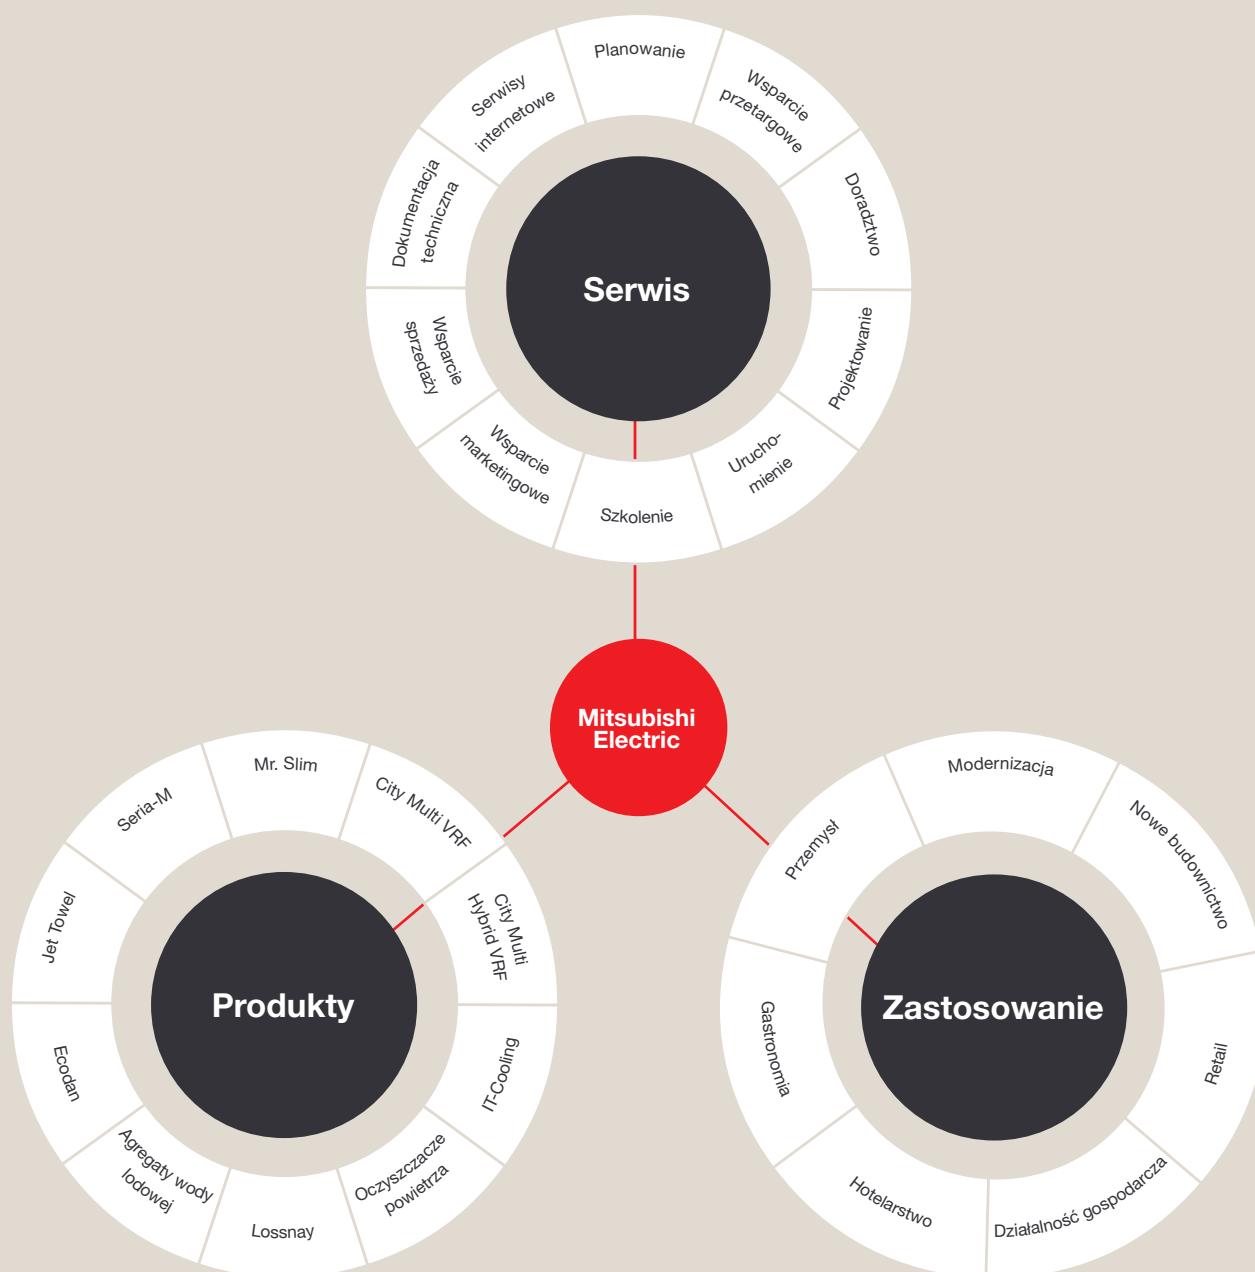 Planowanie
Wsparcie
przetargowe
Doradztwo
Projektowanie
Urucho-
mienie
Szkolenie
Wsparcie
marketingowe
Wsparcie
sprzedaży
Dokumentacja
techniczna
Serwisy
internetowe
Serwis
Mitsubishi
Electric
Mr. Slim
City Multi VRF
City Multi
Hybrid VRF
IT-Cooling
Oczyszczacze
powietrza
Lossnay
Agregaty wody
lodowej
Ecodan
Jet Towel
Seria-M
Produkty
Modernizacja
Nowe budownictwo
Retail
Działalność gospodarcza
Hotelarstwo
Gastronomia
Przemysł
Zastosowanie